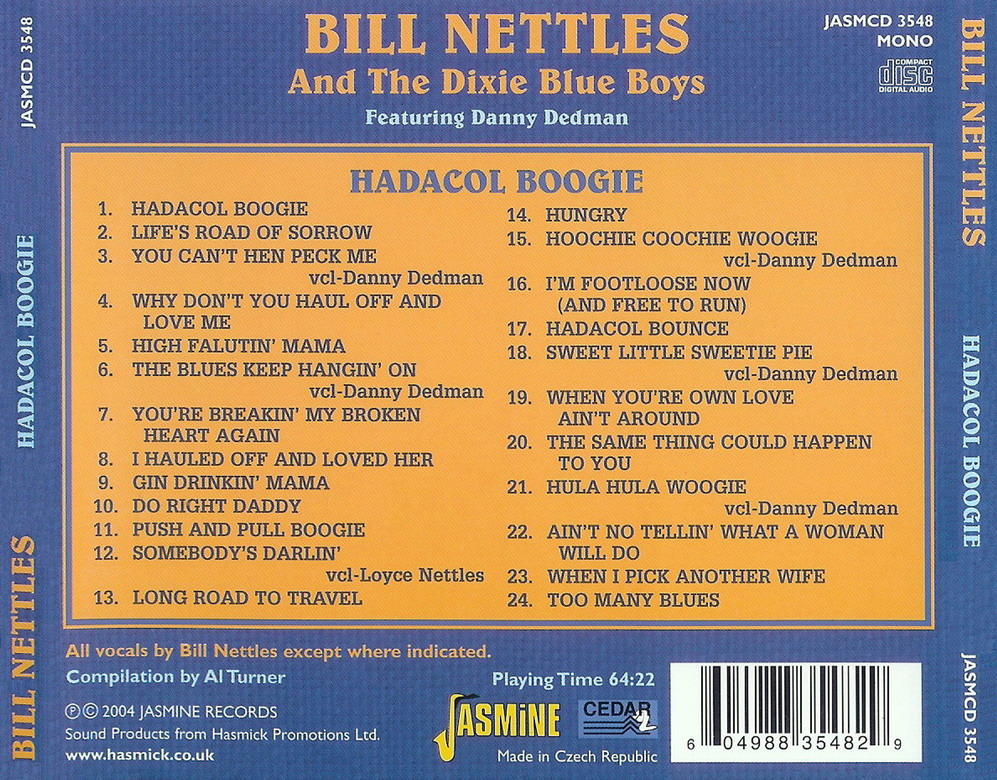 BILL NETTLES
And The Dixie Blue Boys
Featuring Danny Dedman
JASMCD 3548
MONO
COMPACT
disc
DIGITAL AUDIO
JASMCD 3548
HADACOL BOOGIE
BILL NETTLES
HADACOL BOOGIE
1. HADACOL BOOGIE
2. LIFE'S ROAD OF SORROW
3. YOU CAN'T HEN PECK ME
vcl-Danny Dedman
4. WHY DON'T YOU HAUL OFF AND
LOVE ME
5. HIGH FALUTIN' MAMA
6. THE BLUES KEEP HANGIN' ON
vcl-Danny Dedman
7. YOU'RE BREAKIN' MY BROKEN
HEART AGAIN
8. I HAULED OFF AND LOVED HER
9. GIN DRINKIN' MAMA
10. DO RIGHT DADDY
11. PUSH AND PULL BOOGIE
12. SOMEBODY'S DARLIN'
vcl-Loyce Nettles
13. LONG ROAD TO TRAVEL
14. HUNGRY
15. HOOCHIE COOCHIE WOOGIE
vcl-Danny Dedman
16. I'M FOOTLOOSE NOW
(AND FREE TO RUN)
17. HADACOL BOUNCE
18. SWEET LITTLE SWEETIE PIE
vcl-Danny Dedman
19. WHEN YOU'RE OWN LOVE
AIN'T AROUND
20. THE SAME THING COULD HAPPEN
TO YOU
21. HULA HULA WOOGIE
vcl-Danny Dedman
22. AIN'T NO TELLIN' WHAT A WOMAN
WILL DO
23. WHEN I PICK ANOTHER WIFE
24. TOO MANY BLUES
All vocals by Bill Nettles except where indicated.
Compilation by Al Turner
Playing Time 64:22
℗© 2004 JASMINE RECORDS
Sound Products from Hasmick Promotions Ltd.
www.hasmick.co.uk
JASMiNE
CEDAR 2
Made in Czech Republic
6 04988 35482 9
BILL NETTLES
HADACOL BOOGIE
JASMCD 3548